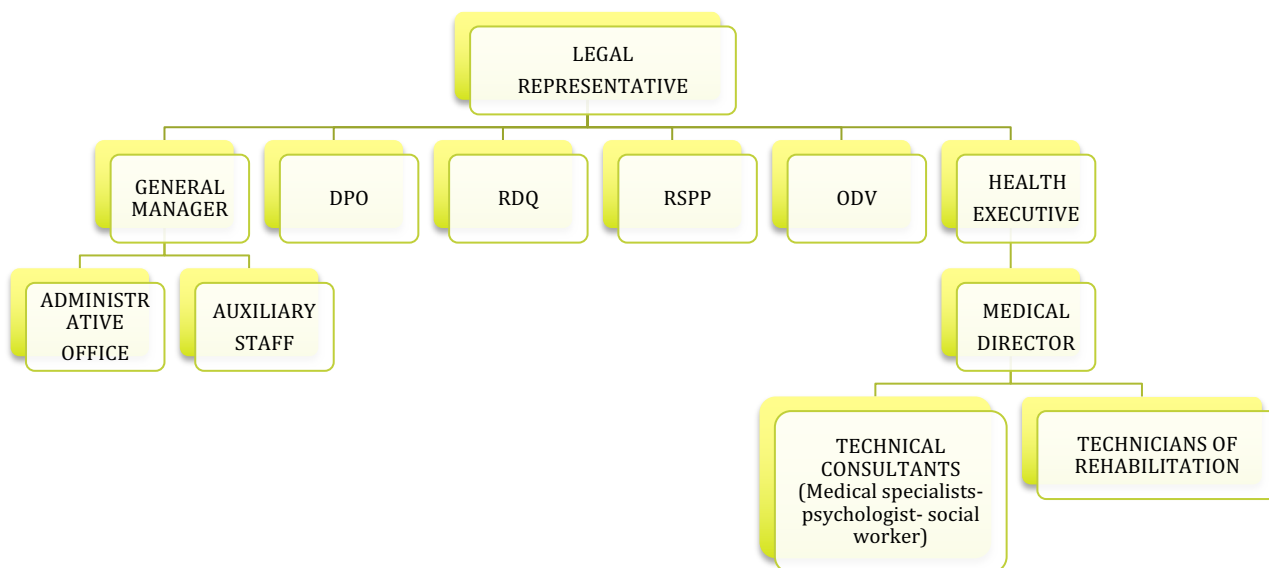 LEGAL
REPRESENTATIVE
GENERAL
MANAGER
DPO
RDQ
RSPP
ODV
HEALTH
EXECUTIVE
ADMINISTR
ATIVE
OFFICE
AUXILIARY
STAFF
MEDICAL
DIRECTOR
TECHNICAL
CONSULTANTS
(Medical specialists-
psychologist- social
worker)
TECHNICIANS OF
REHABILITATION